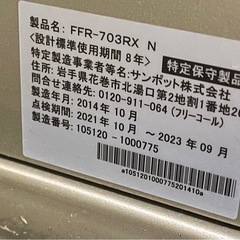 製品名：FFR-703RX N
<設計標準使用期間 8年> 特定保守製品
特定製造事業者等名：サンポット株式会社
住所：岩手県花巻市北湯口第2地割1番地26
問い合わせ先：0120-911-064（フリーコール）
製造年月：2014年 10月
点検期間：2021年 10月 ～ 2023年 09月
製造番号：105120-1000775
a1051201000775201410a